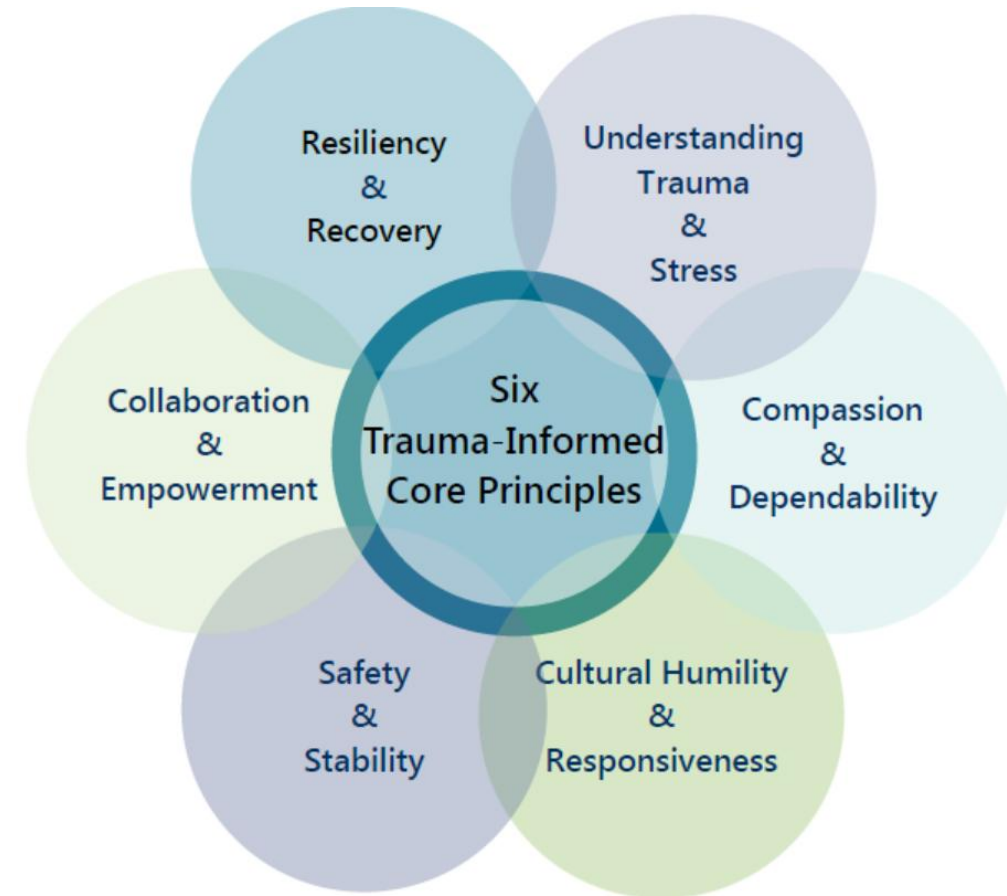 Resiliency
&
Recovery
Understanding
Trauma
&
Stress
Six
Trauma-Informed
Core Principles
Collaboration
&
Empowerment
Compassion
&
Dependability
Safety
&
Stability
Cultural Humility
&
Responsiveness